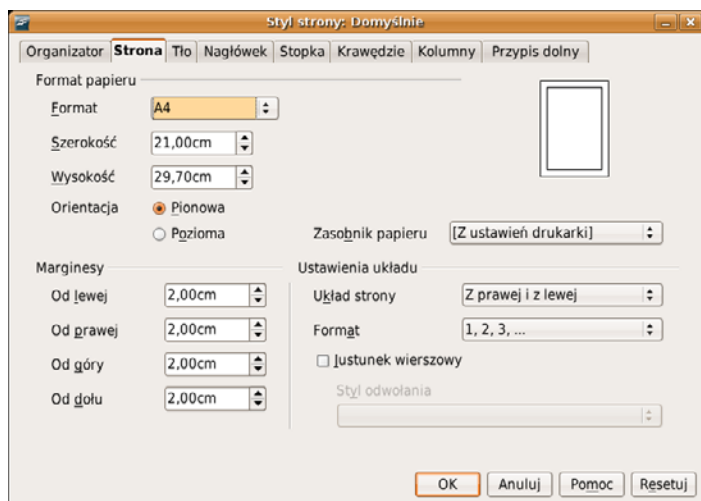 Styl strony: Domyślnie
Organizator Strona Tło Nagłówek Stopka Krawędzie Kolumny Przypis dolny
Format papieru
Format A4
Szerokość 21,00cm
Wysokość 29,70cm
Orientacja Pionowa
Pozioma Zasobnik papieru [Z ustawień drukarki]
Marginesy Ustawienia układu
Od lewej 2,00cm Układ strony Z prawej i z lewej
Od prawej 2,00cm Format 1, 2, 3, ...
Od góry 2,00cm Justunek wierszowy
Od dołu 2,00cm Styl odwołania
OK Anuluj Pomoc Resetuj